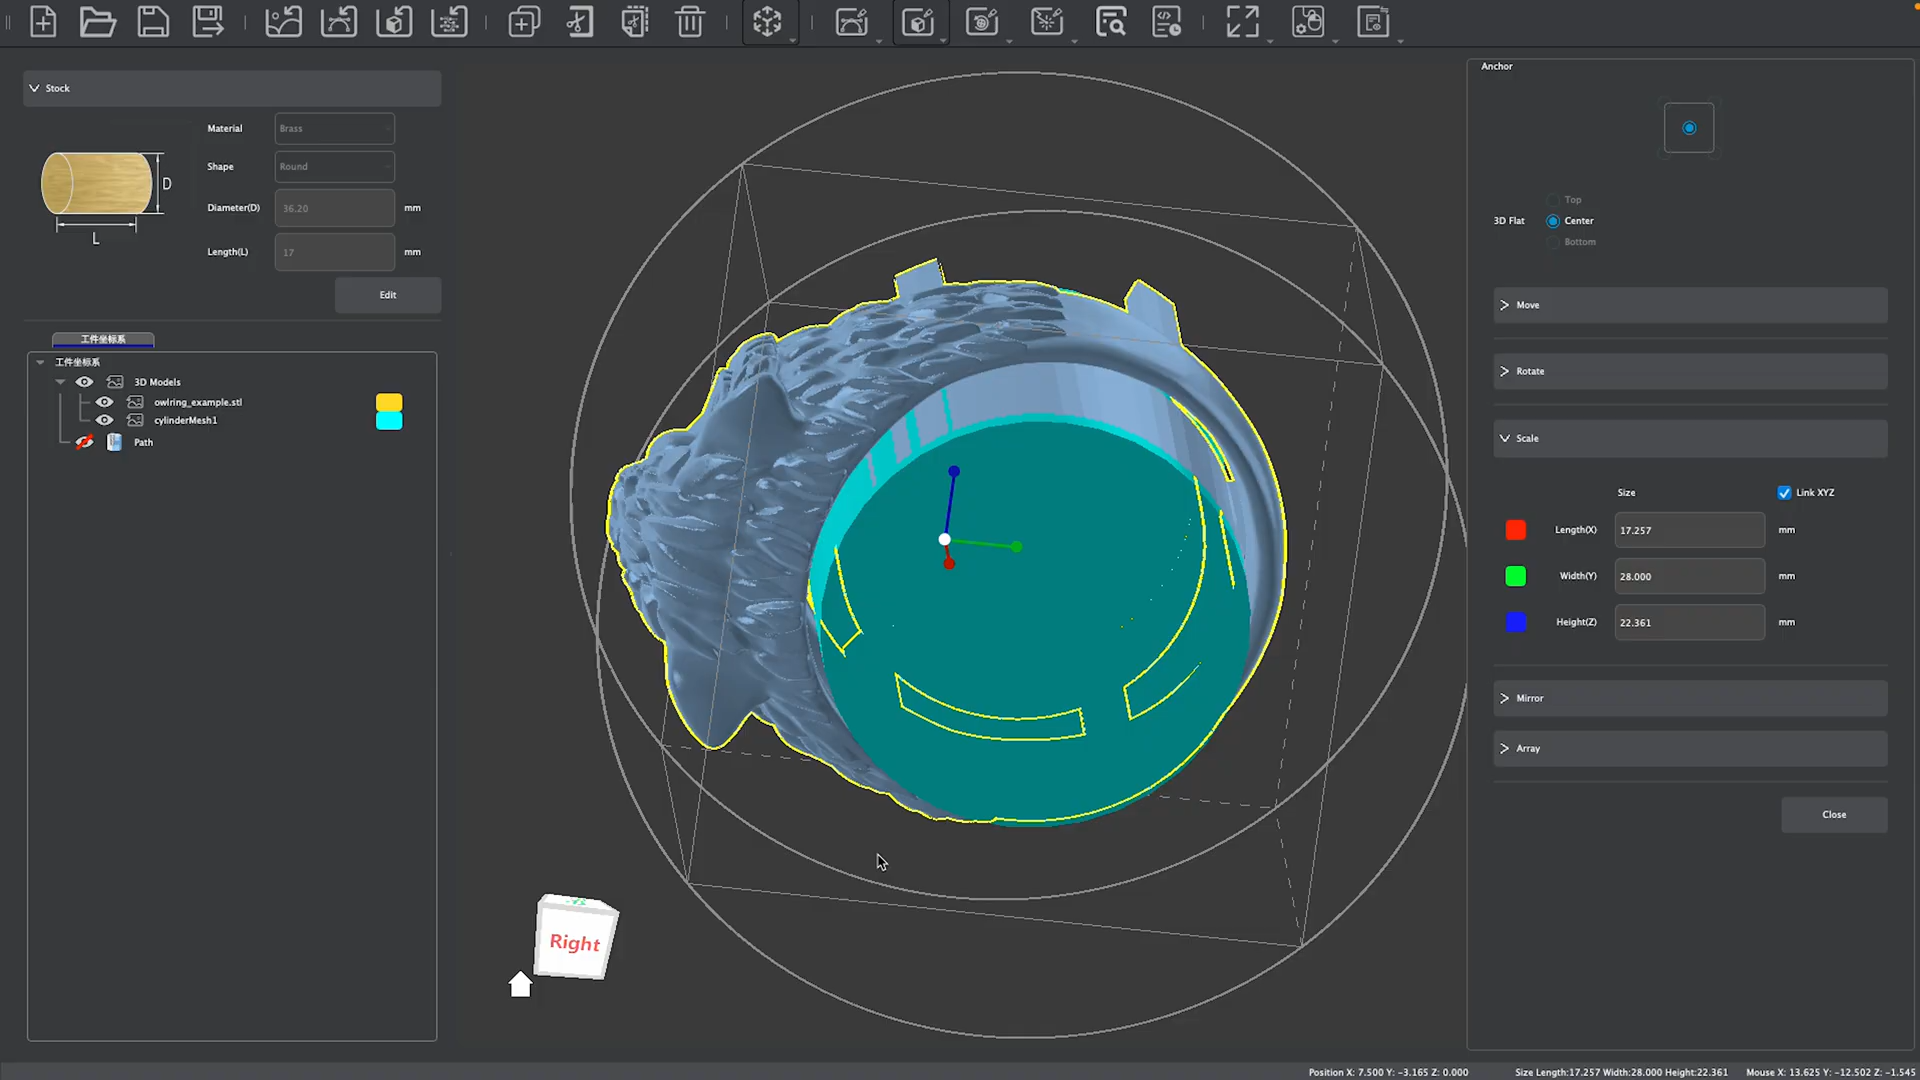 Stock
Material
Brass
Shape
Round
Diameter(D)
36.20
mm
Length(L)
17
mm
D
L
Edit
工件坐标系
工件坐标系
3D Models
owlring_example.stl
cylinderMesh1
Path
Right
Anchor
3D Flat
Top
Center
Bottom
Move
Rotate
Scale
Size
Link XYZ
Length(X)
17.257
mm
Width(Y)
28.000
mm
Height(Z)
22.361
mm
Mirror
Array
Close
Position X: 7.500 Y: -3.165 Z: 0.000
Size Length:17.257 Width:28.000 Height:22.361
Mouse X: 13.625 Y: -12.502 Z: -1.545